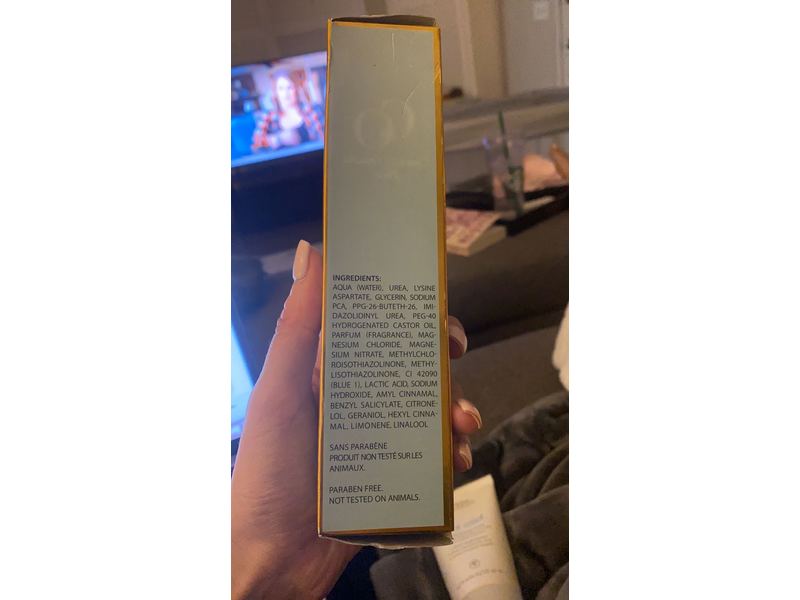 INGREDIENTS:
AQUA (WATER), UREA, LYSINE
ASPARTATE, GLYCERIN, SODIUM
PCA, PPG-26-BUTETH-26, IMI-
DAZOLIDINYL UREA, PEG-40
HYDROGENATED CASTOR OIL,
PARFUM (FRAGRANCE), MAG-
NESIUM CHLORIDE, MAGNE-
SIUM NITRATE, METHYLCHLO-
ROISOTHIAZOLINONE, METHY-
LISOTHIAZOLINONE, CI 42090
(BLUE 1), LACTIC ACID, SODIUM
HYDROXIDE, AMYL CINNAMAL,
BENZYL SALICYLATE, CITRONE-
LOL, GERANIOL, HEXYL CINNA-
MAL, LIMONENE, LINALOOL
SANS PARABÈNE
PRODUIT NON TESTÉ SUR LES
ANIMAUX.
PARABEN FREE.
NOT TESTED ON ANIMALS.